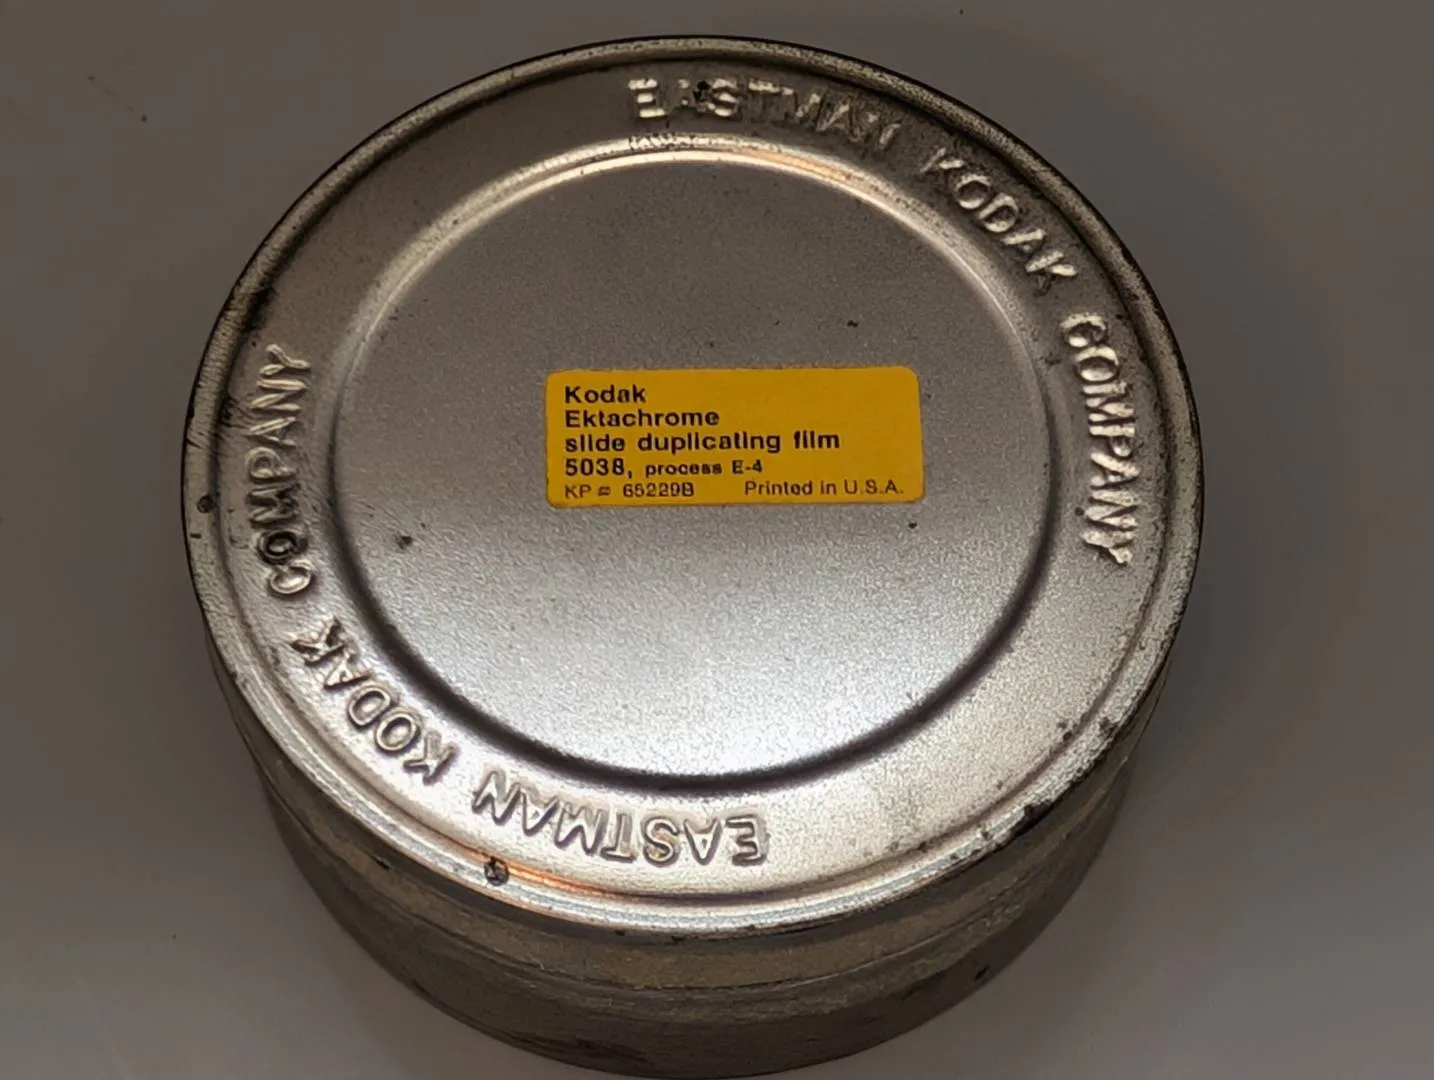 EASTMAN KODAK COMPANY
Kodak
Ektachrome
slide duplicating film
5038, process E-4
KP = 65229B Printed in U.S.A.
EASTMAN KODAK COMPANY